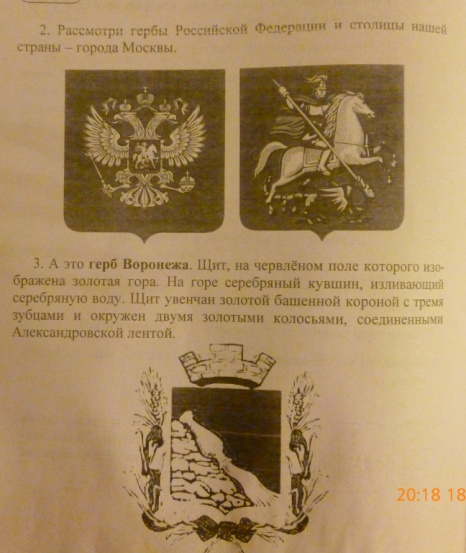 2. Рассмотри гербы Российской Федерации и столицы нашей
страны – города Москвы.
3. А это герб Воронежа. Щит, на червлёном поле которого изо-
бражена золотая гора. На горе серебряный кувшин, изливающий
серебряную воду. Щит увенчан золотой башенной короной с тремя
зубцами и окружен двумя золотыми колосьями, соединенными
Александровской лентой.
20:18 18